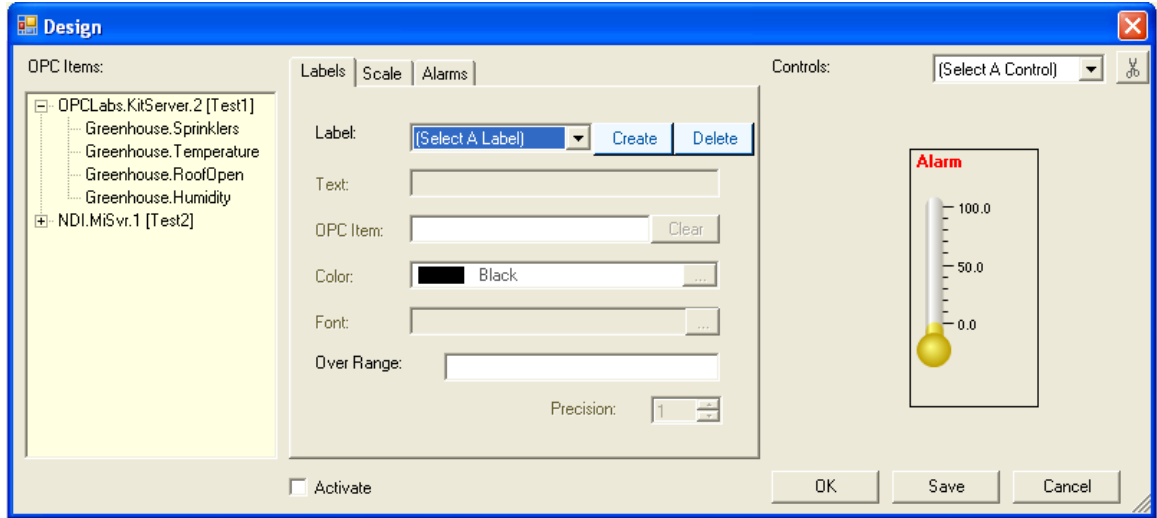 Design
OPC Items:
OPCLabs.KitServer.2 [Test1]
Greenhouse.Sprinklers
Greenhouse.Temperature
Greenhouse.RoofOpen
Greenhouse.Humidity
NDI.MiSvr.1 [Test2]
Labels Scale Alarms
Label: (Select A Label) Create Delete
Text:
OPC Item: Clear
Color: Black ...
Font: ...
Over Range:
Precision: 1
Activate
Controls: (Select A Control)
Alarm
100.0
50.0
0.0
OK Save Cancel